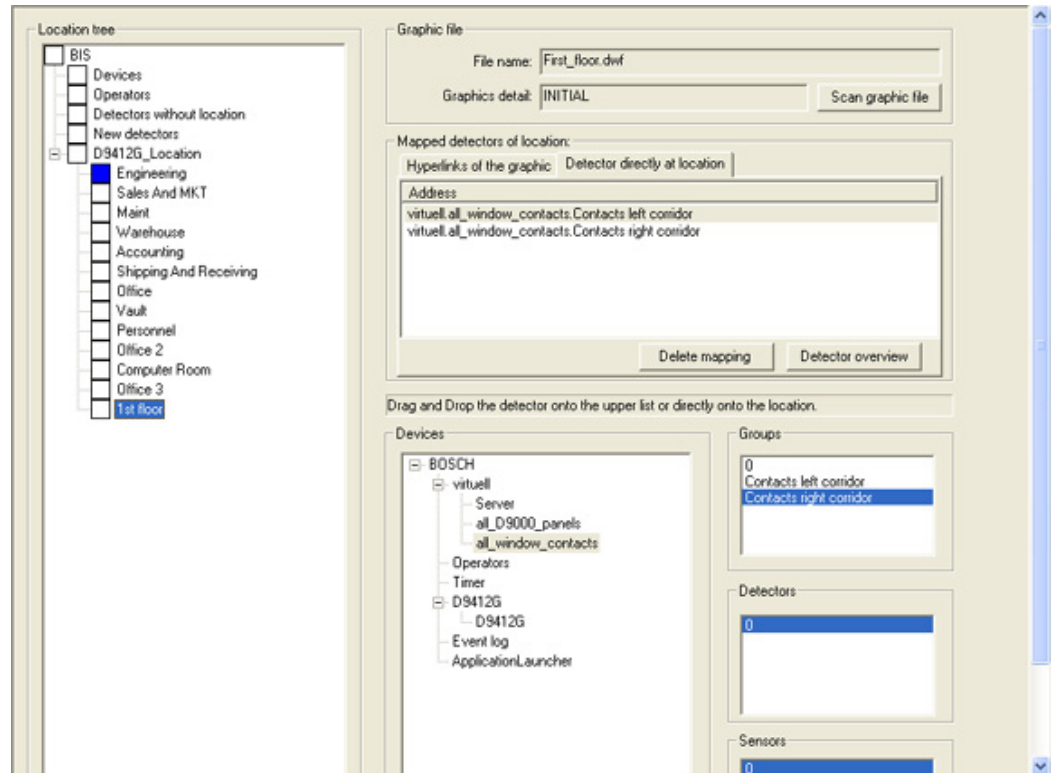 Location tree
BIS
Devices
Operators
Detectors without location
New detectors
D9412G_Location
Engineering
Sales And MKT
Maint
Warehouse
Accounting
Shipping And Receiving
Office
Vault
Personnel
Office 2
Computer Room
Office 3
1st floor
Graphic file
File name: First_floor.dwf
Graphics detail: INITIAL Scan graphic file
Mapped detectors of location:
Hyperlinks of the graphic Detector directly at location
Address
virtuell.all_window_contacts.Contacts left corridor
virtuell.all_window_contacts.Contacts right corridor
Delete mapping Detector overview
Drag and Drop the detector onto the upper list or directly onto the location.
Devices
BOSCH
virtuell
Server
all_D9000_panels
all_window_contacts
Operators
Timer
D9412G
D9412G
Event log
ApplicationLauncher
Groups
0
Contacts left corridor
Contacts right corridor
Detectors
0
Sensors
0